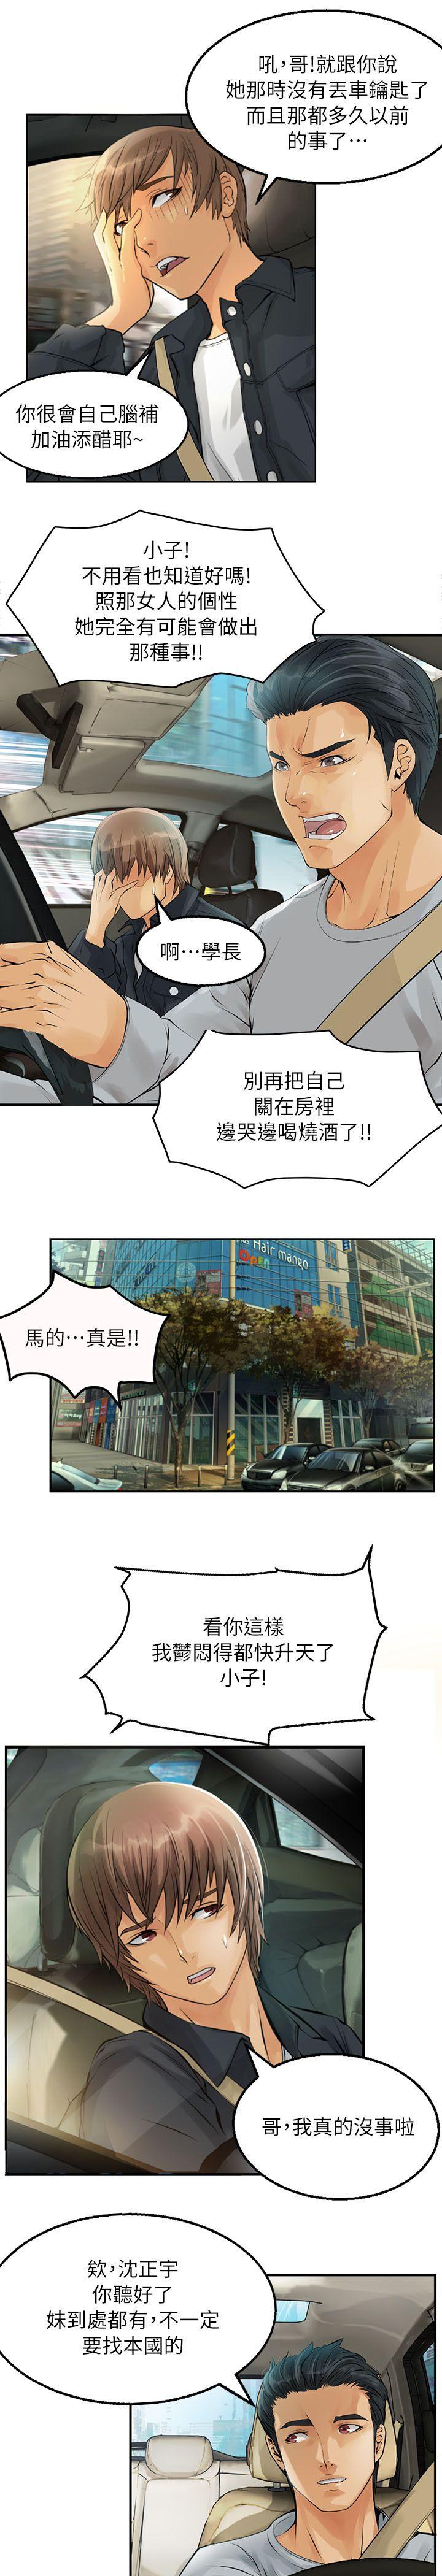 吼，哥！就跟你說
她那時沒有丟車鑰匙了
而且那都多久以前
的事了…
你很會自己腦補
加油添醋耶~
小子！
不用看也知道好嗎！
照那女人的個性
她完全有可能會做出
那種事！！
啊…學長
別再把自己
關在房裡
邊哭邊喝燒酒了！！
Hair mango
Open
馬的…真是！！
看你這樣
我鬱悶得都快升天了
小子！
哥，我真的沒事啦
欸，沈正宇
你聽好了
妹到處都有，不一定
要找本國的